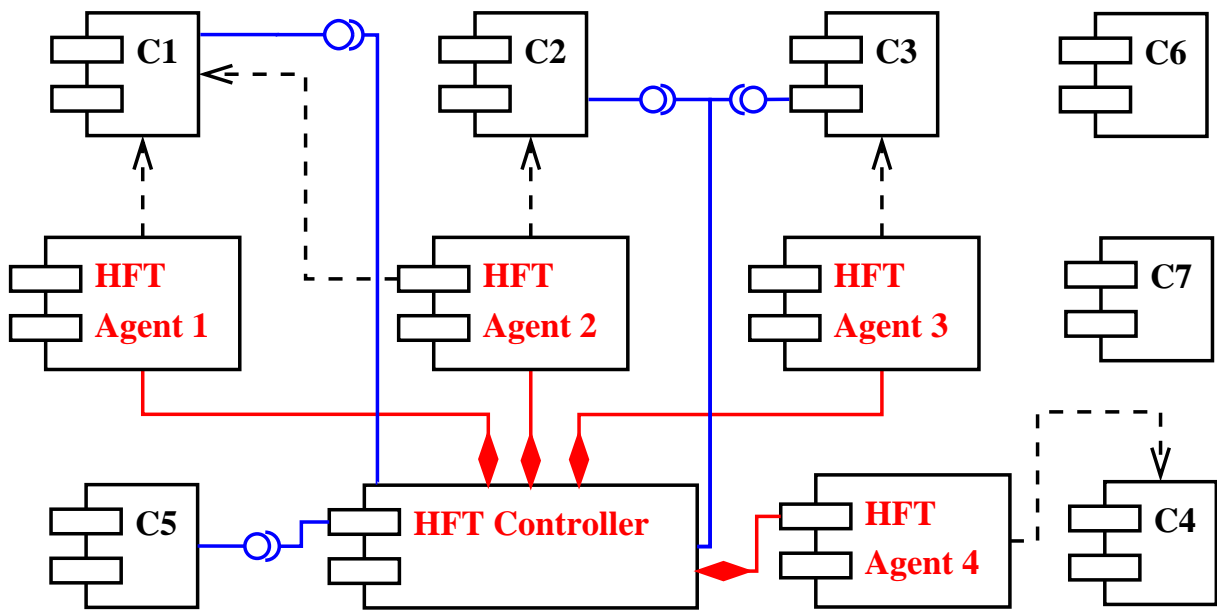 C1
C2
C3
C6
HFT
Agent 1
HFT
Agent 2
HFT
Agent 3
C7
C5
HFT Controller
HFT
Agent 4
C4